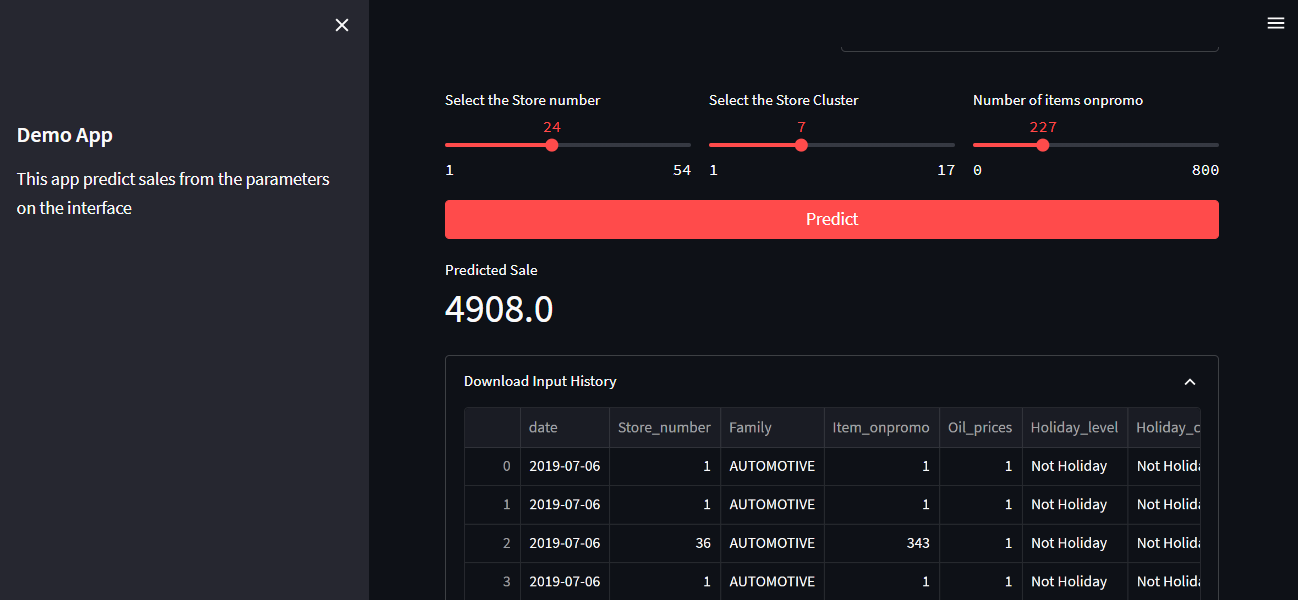 Demo App
This app predict sales from the parameters
on the interface
Select the Store number Select the Store Cluster Number of items onpromo
24 7 227
1 54 1 17 0 800
Predict
Predicted Sale
4908.0
Download Input History
date Store_number Family Item_onpromo Oil_prices Holiday_level Holiday_c
0 2019-07-06 1 AUTOMOTIVE 1 1 Not Holiday Not Holida
1 2019-07-06 1 AUTOMOTIVE 1 1 Not Holiday Not Holida
2 2019-07-06 36 AUTOMOTIVE 343 1 Not Holiday Not Holida
3 2019-07-06 1 AUTOMOTIVE 1 1 Not Holiday Not Holida